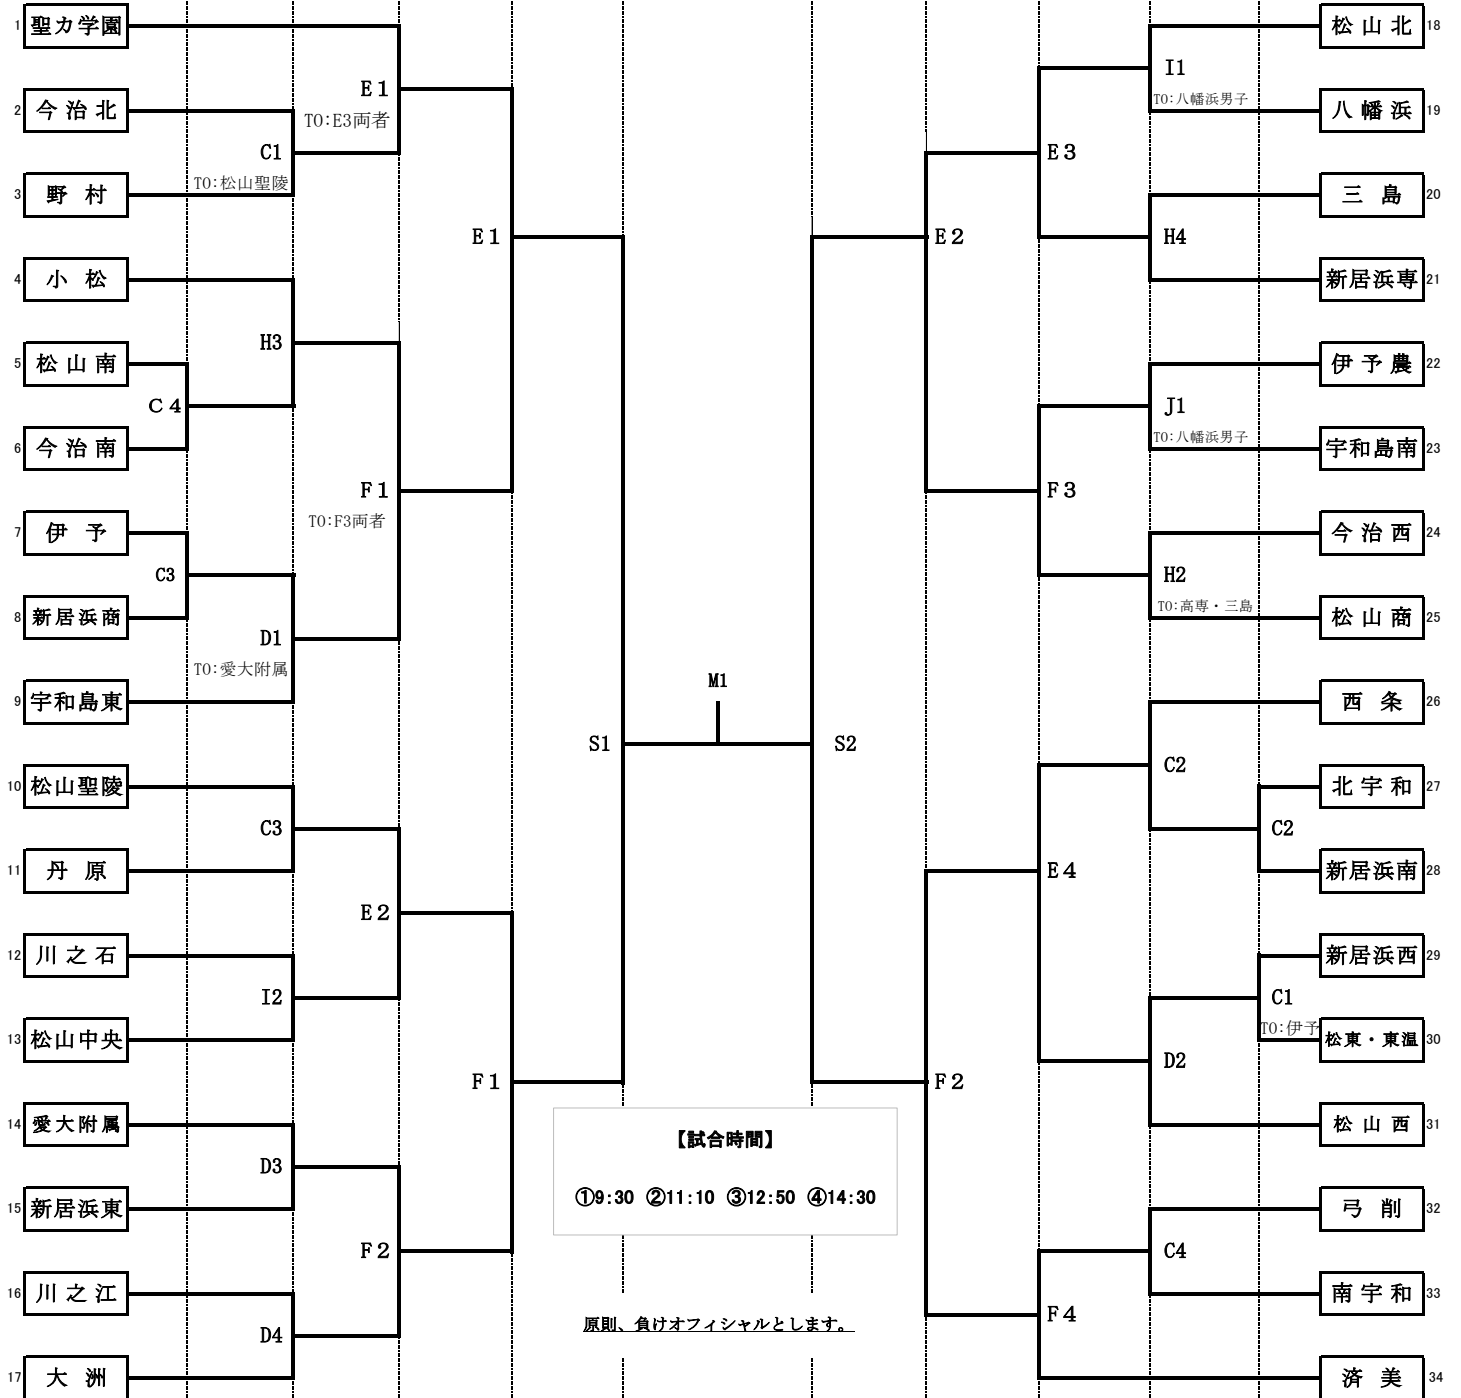 1 聖カ学園
2 今治北
3 野村
4 小松
5 松山南
6 今治南
7 伊予
8 新居浜商
9 宇和島東
10 松山聖陵
11 丹原
12 川之石
13 松山中央
14 愛大附属
15 新居浜東
16 川之江
17 大洲
C4
C3
C1
TO:松山聖陵
H3
D1
TO:愛大附属
C3
I2
D3
D4
E1
TO:E3両者
F1
TO:F3両者
E2
F2
E1
F1
S1
M1
S2
E2
F2
E3
F3
E4
F4
I1
TO:八幡浜男子
H4
J1
TO:八幡浜男子
H2
TO:高専・三島
C2
D2
C4
C2
C1
TO:伊予
松山北 18
八幡浜 19
三島 20
新居浜専 21
伊予農 22
宇和島南 23
今治西 24
松山商 25
西条 26
北宇和 27
新居浜南 28
新居浜西 29
松東・東温 30
松山西 31
弓削 32
南宇和 33
済美 34
【試合時間】
①9:30 ②11:10 ③12:50 ④14:30
原則、負けオフィシャルとします。